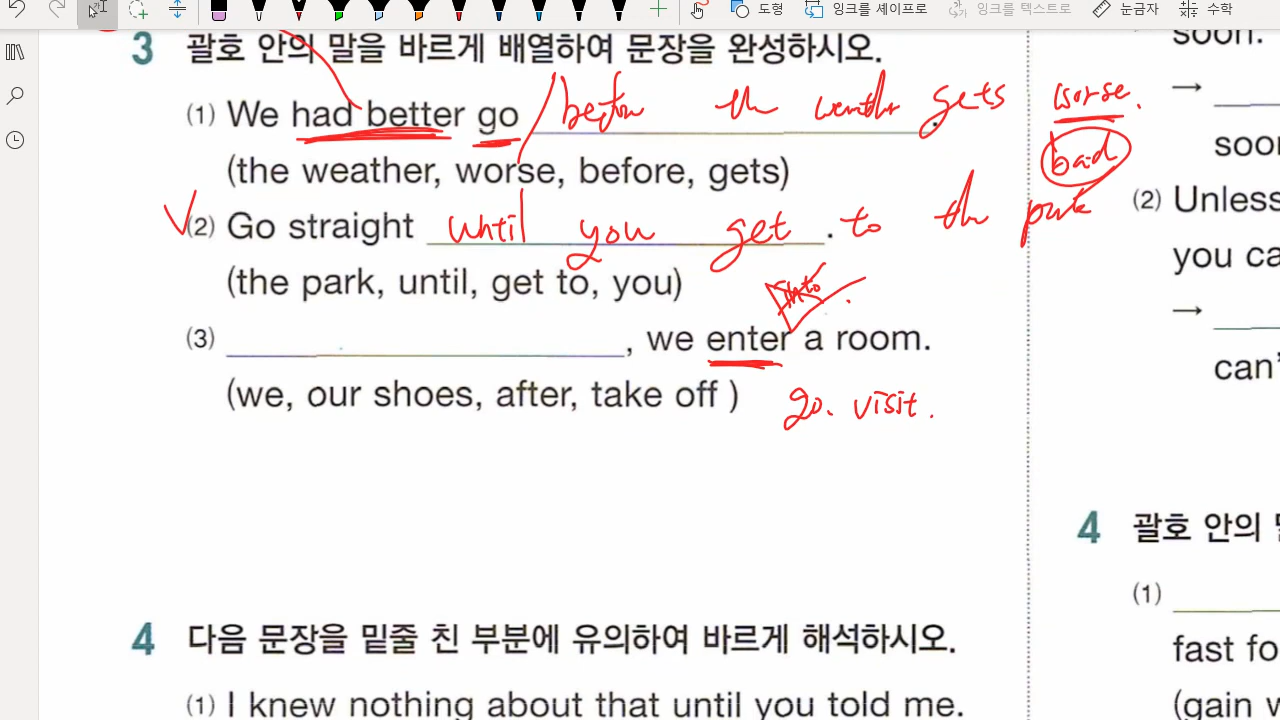 도형 잉크를 셰이프로 잉크를 텍스트로 눈금자 수학
3 괄호 안의 말을 바르게 배열하여 문장을 완성하시오.
(1) We had better go before the weather gets worse.
(the weather, worse, before, gets)
bad
(2) Go straight until you get to the park
(the park, until, get to, you)
into
(3) , we enter a room.
(we, our shoes, after, take off )
go. visit.
4 다음 문장을 밑줄 친 부분에 유의하여 바르게 해석하시오.
(1) I knew nothing about that until you told me.
soon.
→
(2) Unless
→
can't
4 괄호 안의
(1)
fast
(gain